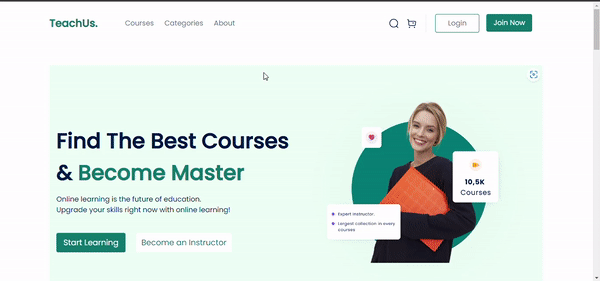 TeachUs.
Courses
Categories
About
Login
Join Now
Find The Best Courses
& Become Master
Online learning is the future of education.
Upgrade your skills right now with online learning!
Start Learning
Become an Instructor
10,5K
Courses
Expert instructor.
Largest collection in every
courses